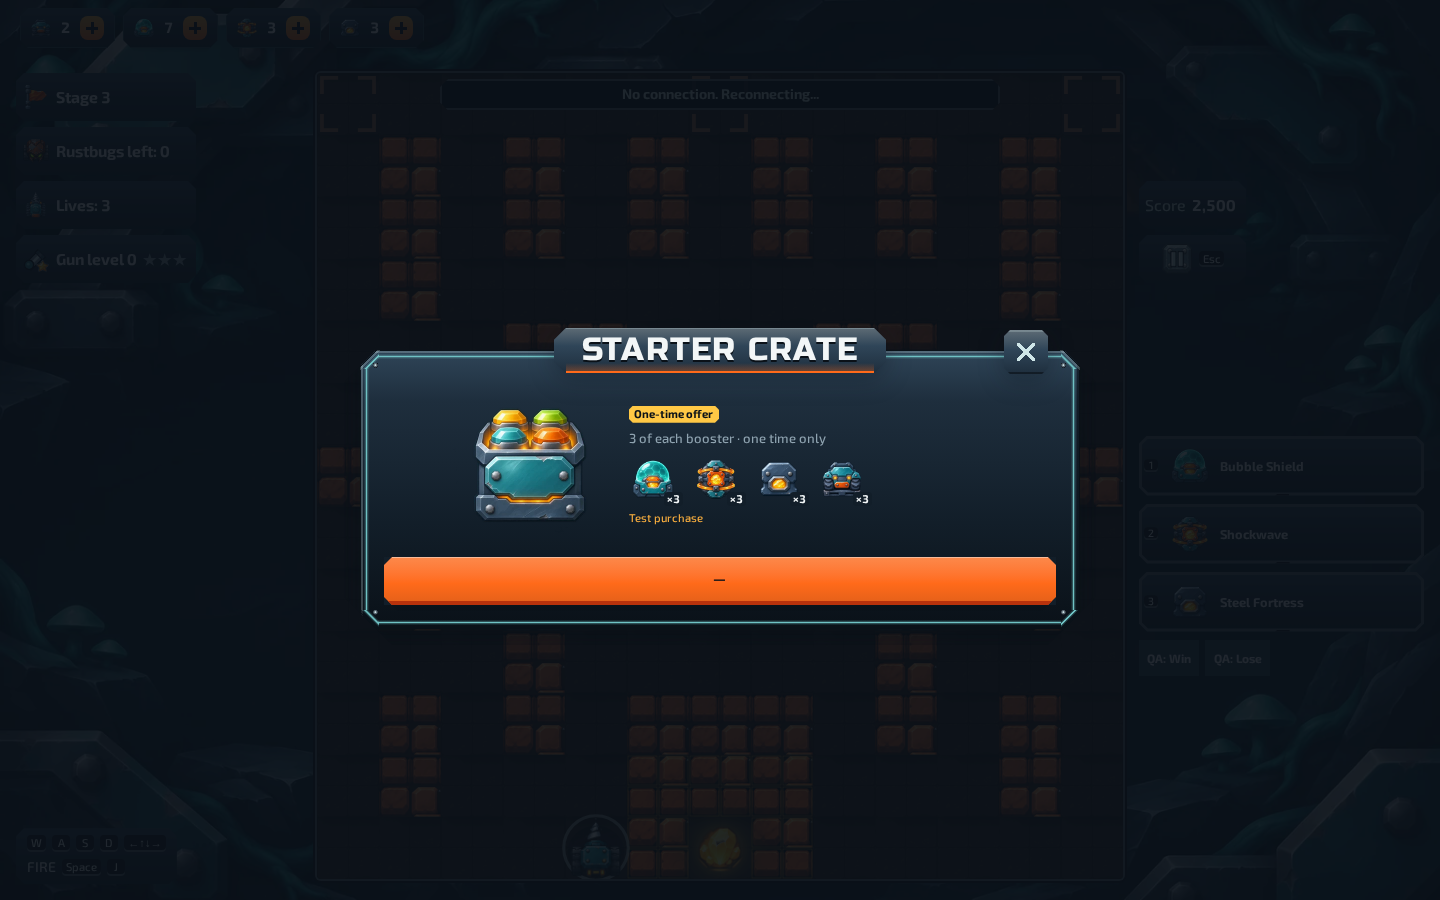 2 7 3 3
Stage 3
No connection. Reconnecting...
Rustbugs left: 0
Lives: 3
Score 2,500
Gun level 0 ★★★
Esc
STARTER CRATE
One-time offer
3 of each booster · one time only
×3 ×3 ×3 ×3
Test purchase
–
1 Bubble Shield
2 Shockwave
3 Steel Fortress
QA: Win QA: Lose
W A S D ←↑↓→
FIRE Space J